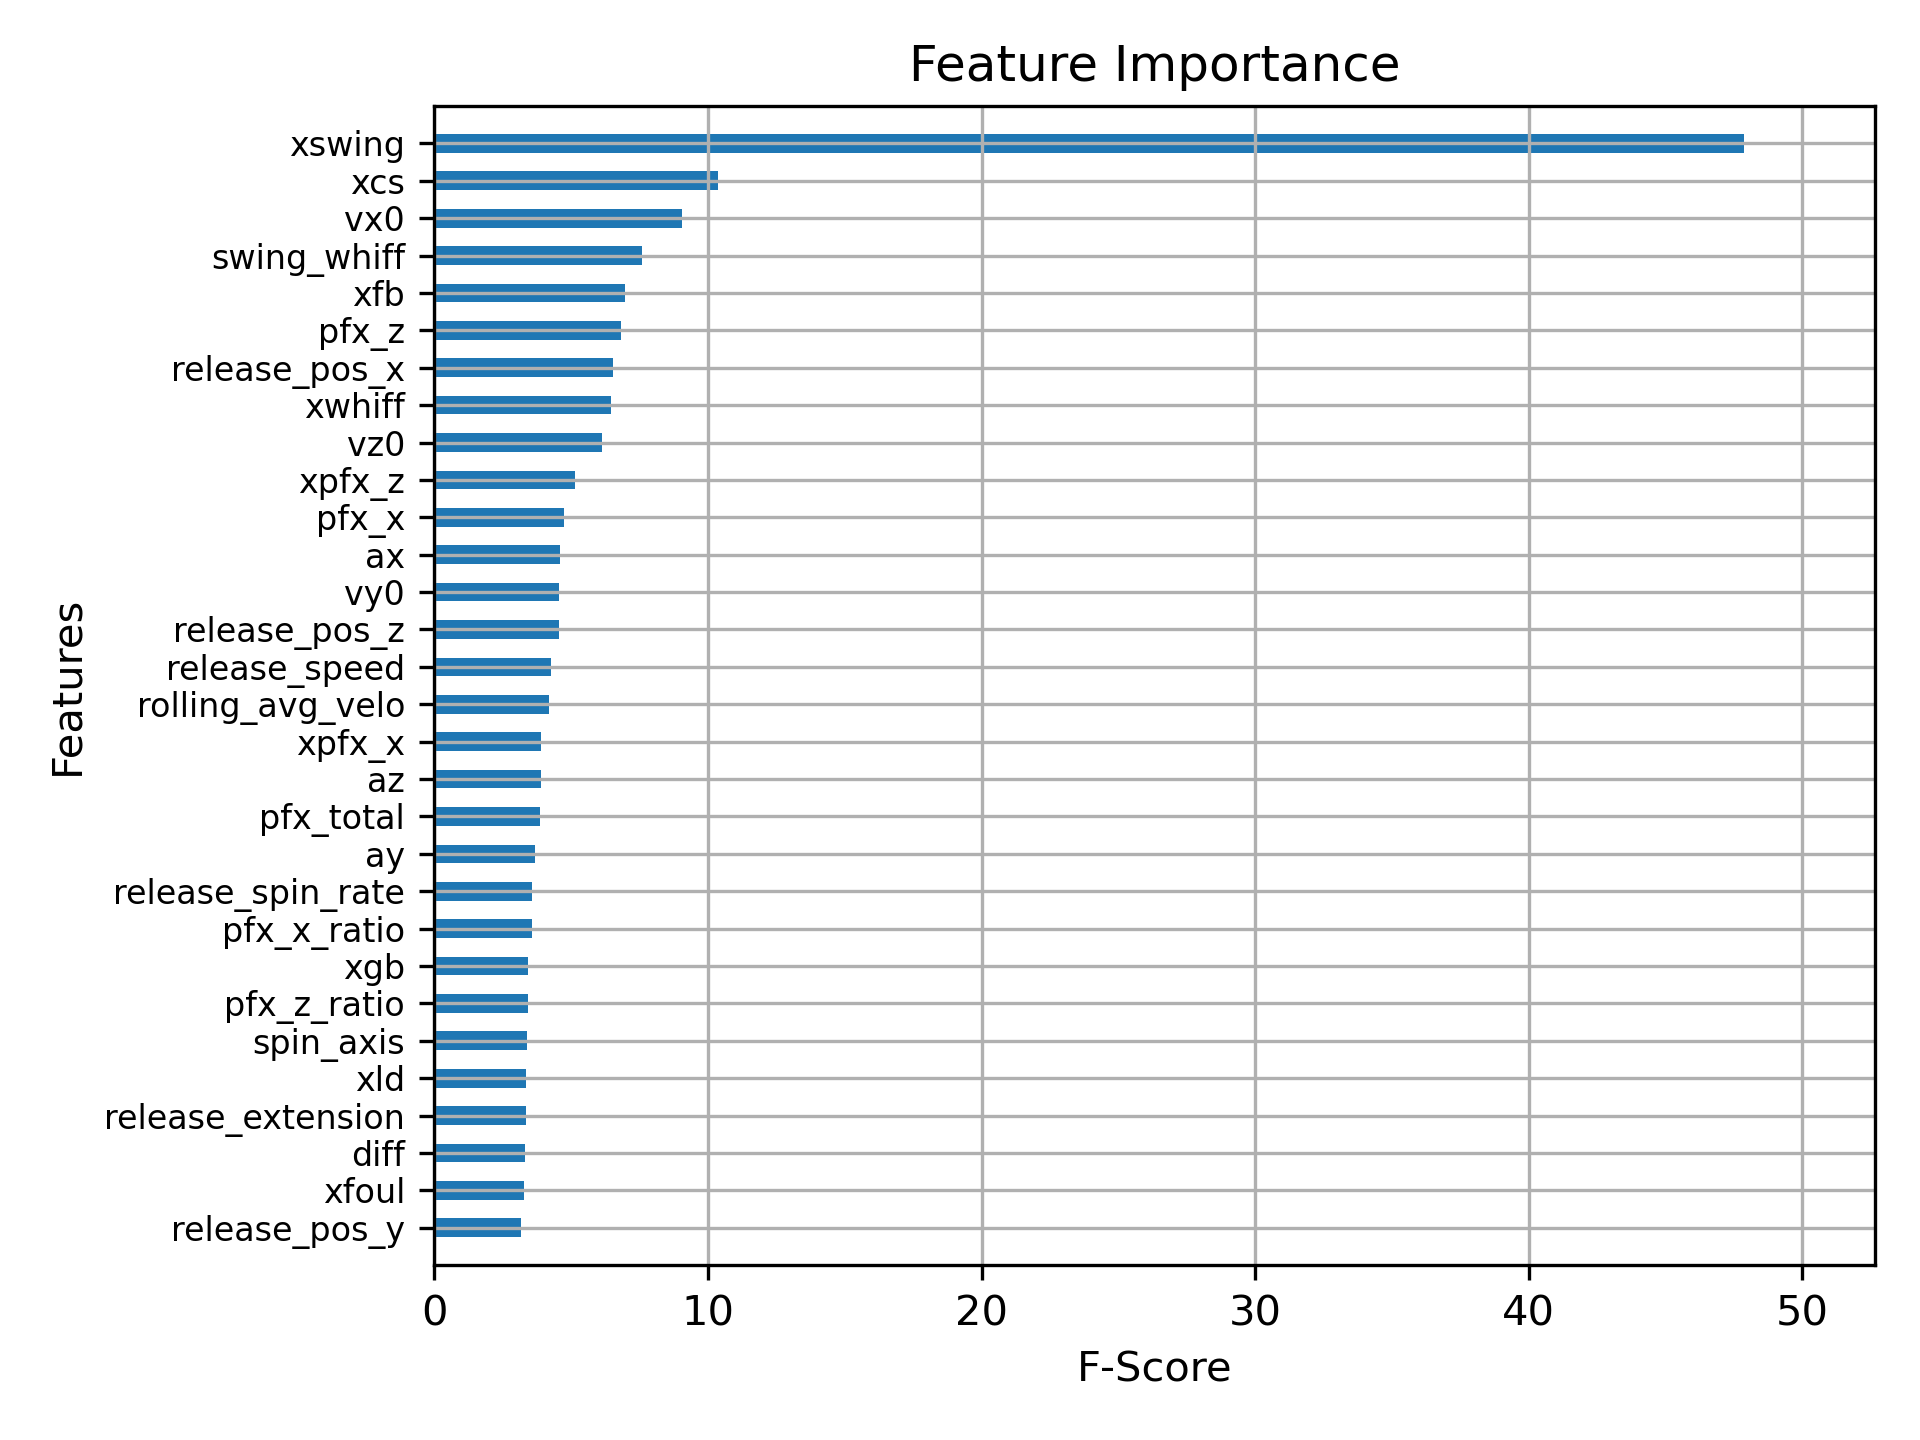 Feature Importance
xswing
xcs
vx0
swing_whiff
xfb
pfx_z
release_pos_x
xwhiff
vz0
xpfx_z
pfx_x
ax
vy0
release_pos_z
release_speed
rolling_avg_velo
xpfx_x
az
pfx_total
ay
release_spin_rate
pfx_x_ratio
xgb
pfx_z_ratio
spin_axis
xld
release_extension
diff
xfoul
release_pos_y
Features
0 10 20 30 40 50
F-Score